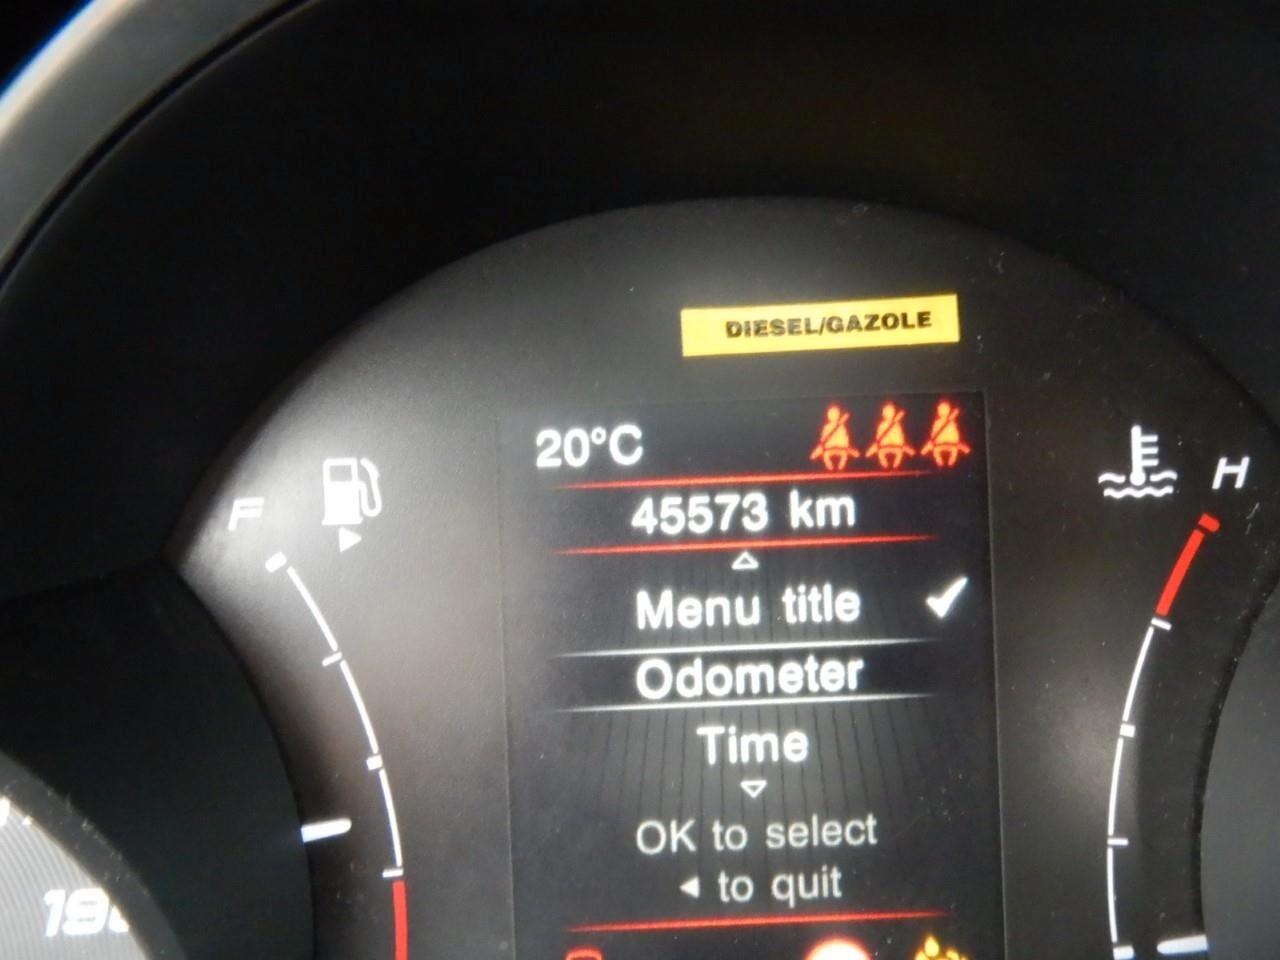 DIESEL/GAZOLE
20°C
45573 km
F
H
Menu title
Odometer
Time
OK to select
◄ to quit